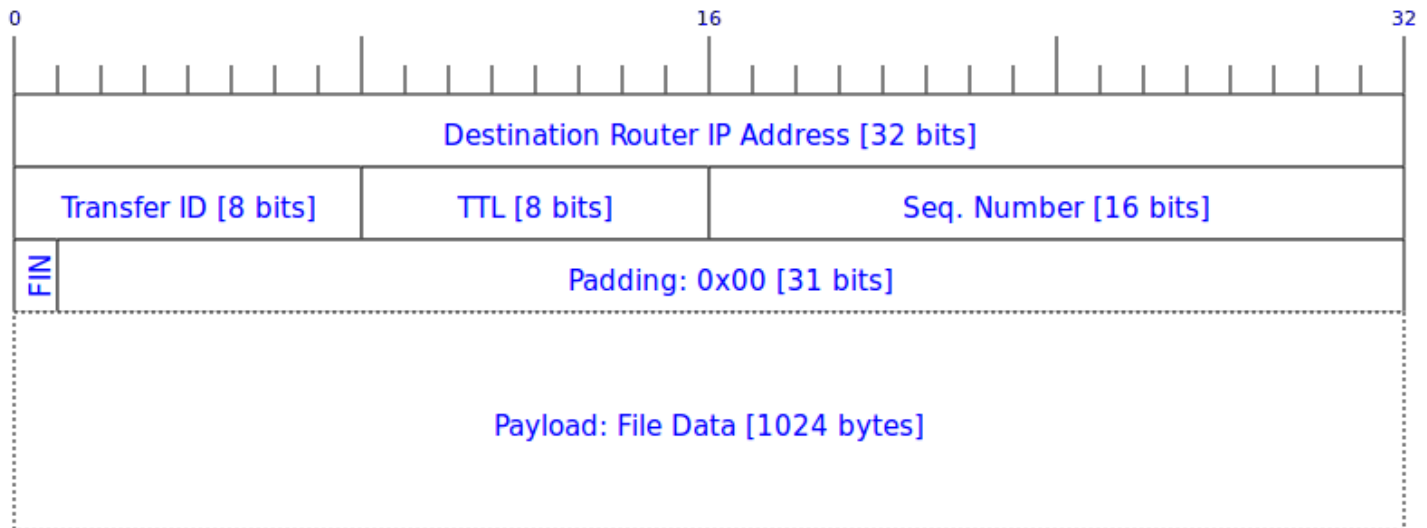 0 16 32
Destination Router IP Address [32 bits]
Transfer ID [8 bits] TTL [8 bits] Seq. Number [16 bits]
FIN Padding: 0x00 [31 bits]
Payload: File Data [1024 bytes]